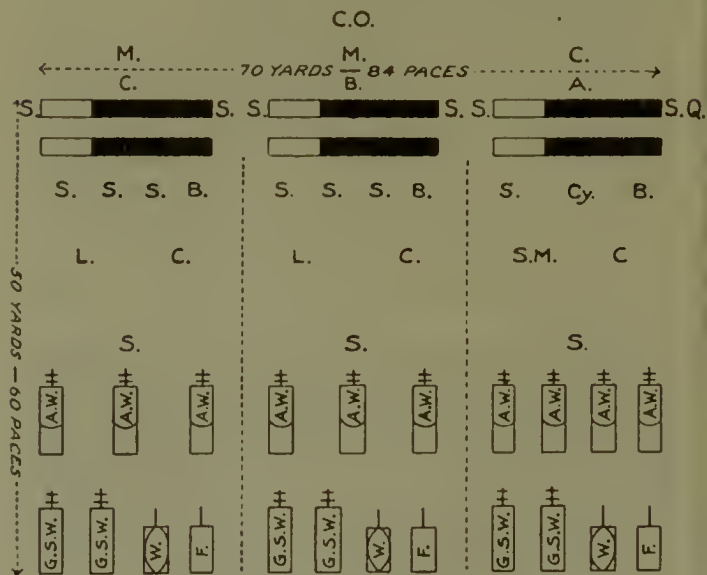 C.O.
M. M. C.
70 YARDS — 84 PACES
C. B. A.
S. S. S. S. S. S.Q.
S. S. S. B. S. S. S. B. S. Cy. B.
L. C. L. C. S.M. C
50 YARDS — 60 PACES
S. S. S.
A.W. A.W. A.W. A.W. A.W. A.W. A.W. A.W. A.W. A.W.
G.S.W. G.S.W. W. F. G.S.W. G.S.W. W. F. G.S.W. G.S.W. W. F.